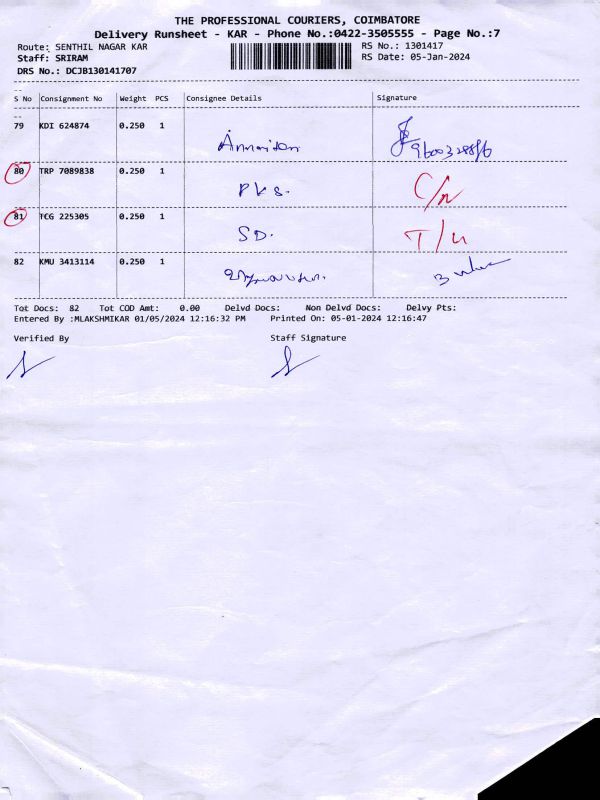 THE PROFESSIONAL COURIERS, COIMBATORE
Delivery Runsheet - KAR - Phone No.:0422-3505555 - Page No.:7
Route: SENTHIL NAGAR KAR RS No.: 1301417
Staff: SRIRAM RS Date: 05-Jan-2024
DRS No.: DCJB130141707
S No Consignment No Weight PCS Consignee Details Signature
79 KDI 624874 0.250 1
80 TRP 7089838 0.250 1
PVS. C/N
81 TCG 225305 0.250 1
SD. T/U
82 KMU 3413114 0.250 1
Tot Docs: 82 Tot COD Amt: 0.00 Delvd Docs: Non Delvd Docs: Delvy Pts:
Entered By :MLAKSHMIKAR 01/05/2024 12:16:32 PM Printed On: 05-01-2024 12:16:47
Verified By Staff Signature